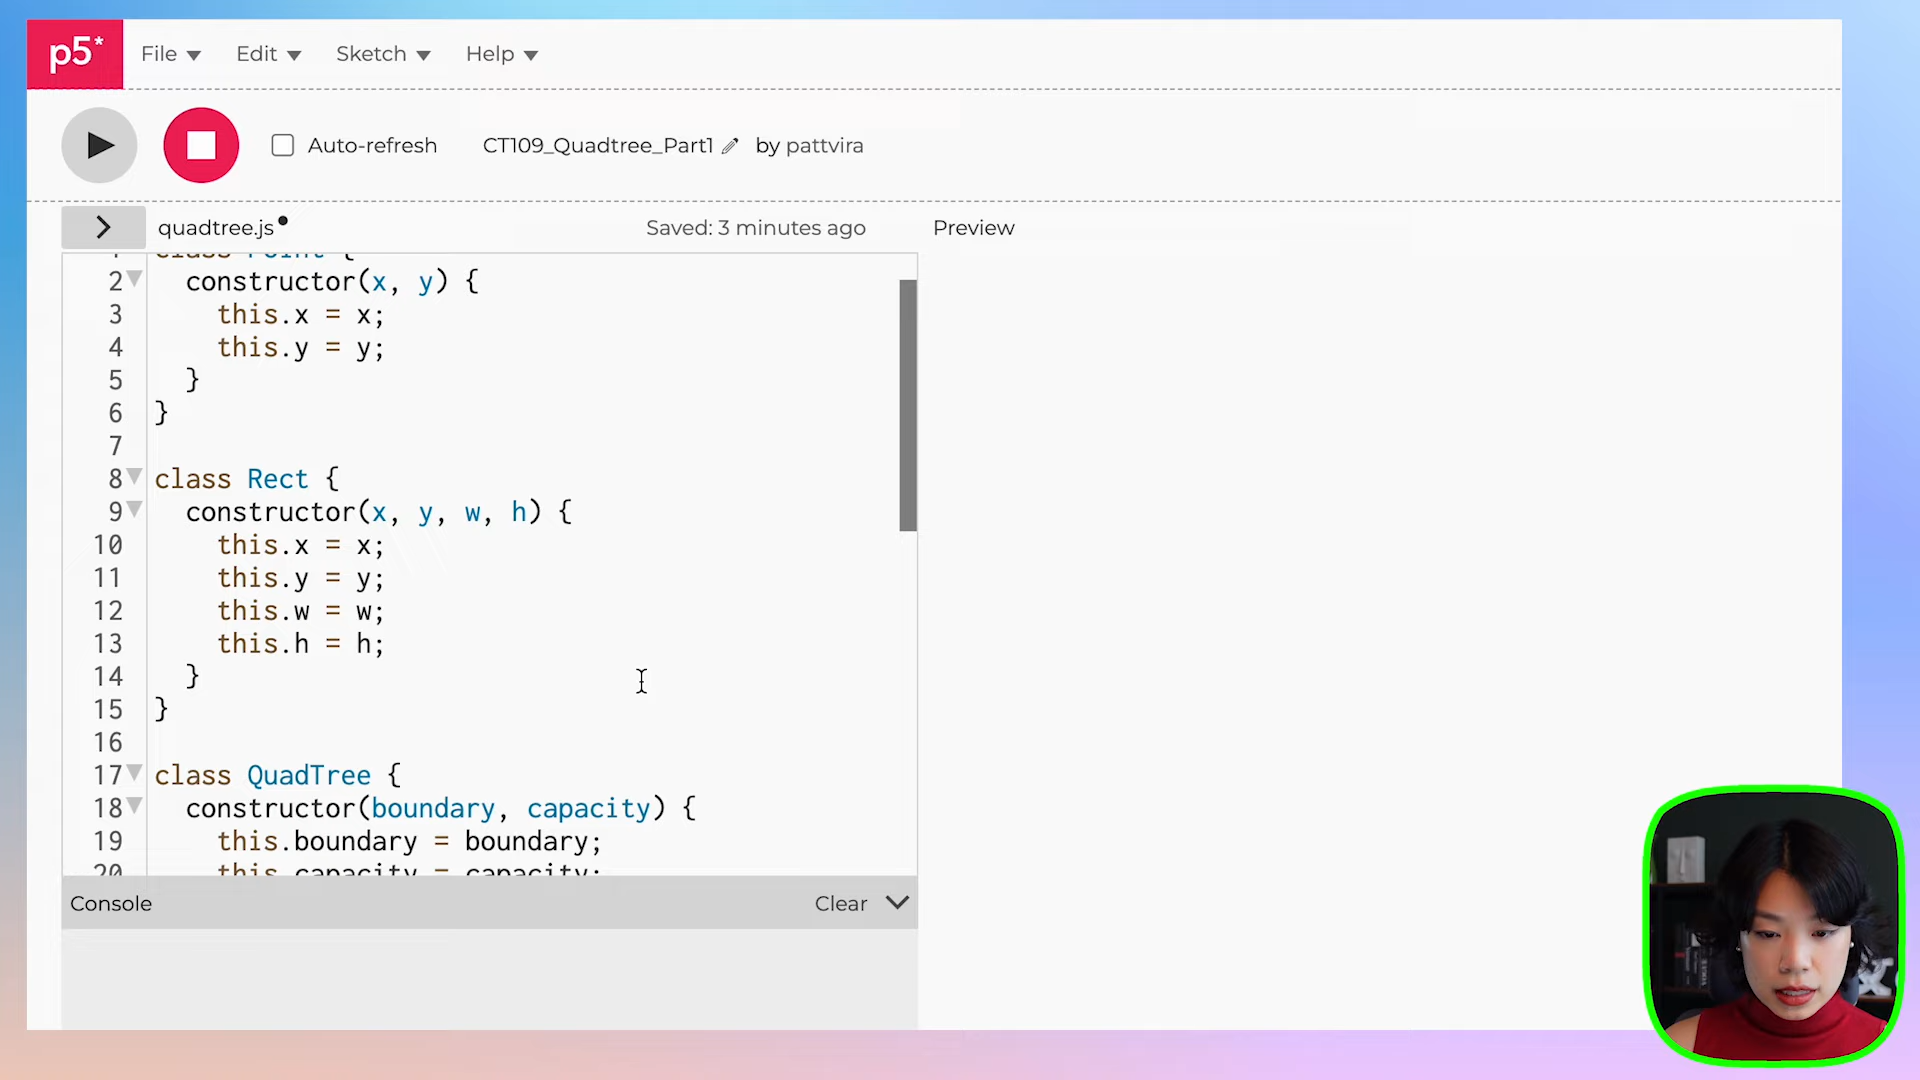 p5*
File Edit Sketch Help
Auto-refresh CT109_Quadtree_Part1 by pattvira
quadtree.js Saved: 3 minutes ago Preview
1 class Point {
2 constructor(x, y) {
3 this.x = x;
4 this.y = y;
5 }
6 }
7
8 class Rect {
9 constructor(x, y, w, h) {
10 this.x = x;
11 this.y = y;
12 this.w = w;
13 this.h = h;
14 }
15 }
16
17 class QuadTree {
18 constructor(boundary, capacity) {
19 this.boundary = boundary;
20 this.capacity = capacity;
Console Clear